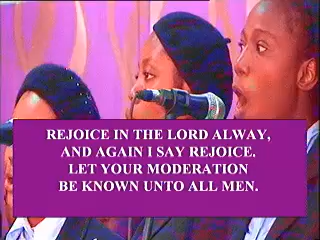 REJOICE IN THE LORD ALWAY,
AND AGAIN I SAY REJOICE.
LET YOUR MODERATION
BE KNOWN UNTO ALL MEN.